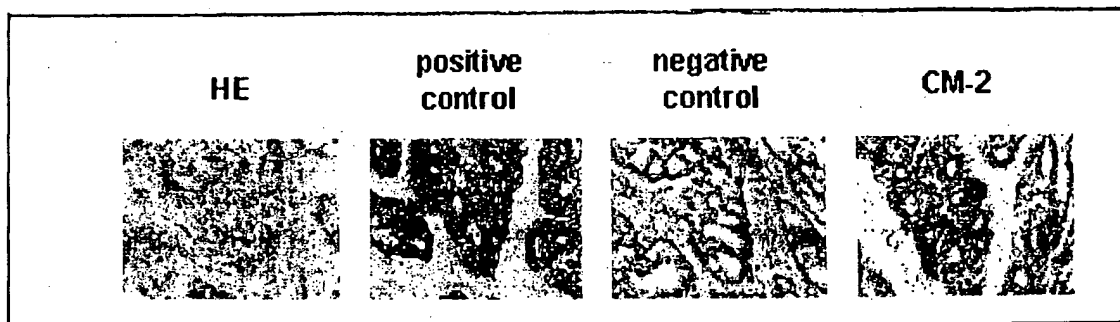 HE
positive
control
negative
control
CM-2